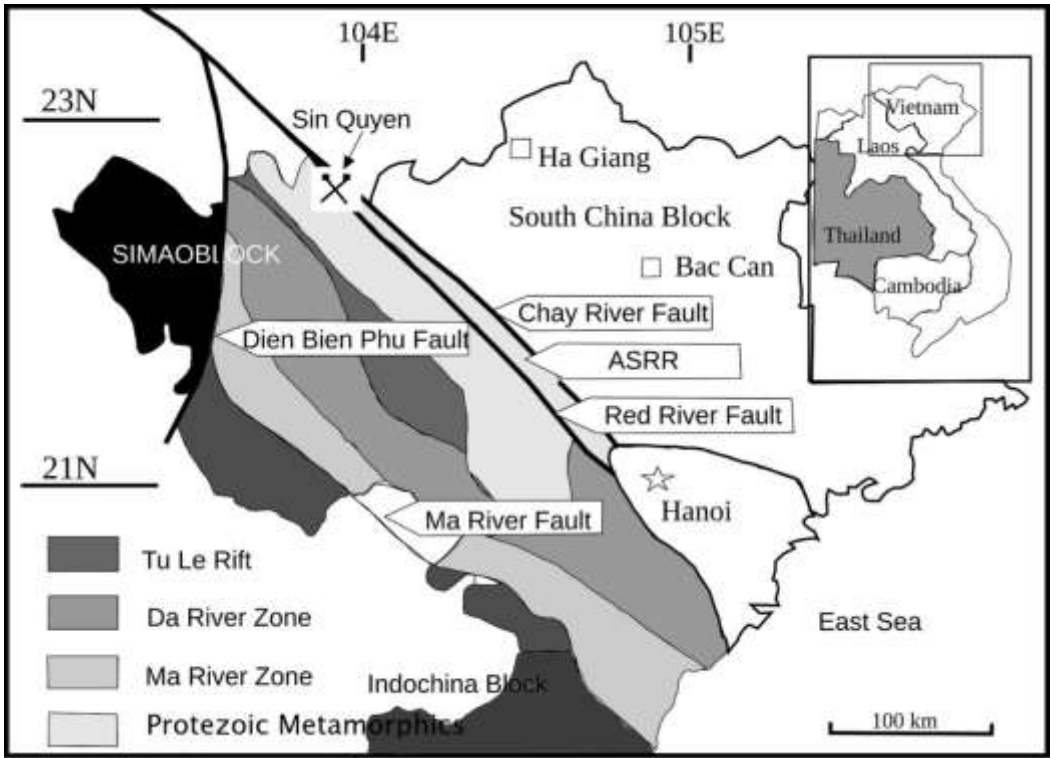 104E
105E
23N
Sin Quyen
Vietnam
Laos
Ha Giang
South China Block
Thailand
SIMAOBLOCK
Bac Can
Cambodia
Chay River Fault
Dien Bien Phu Fault
ASRR
Red River Fault
21N
Hanoi
Ma River Fault
Tu Le Rift
Da River Zone
East Sea
Ma River Zone
Indochina Block
Protezoic Metamorphics
100 km